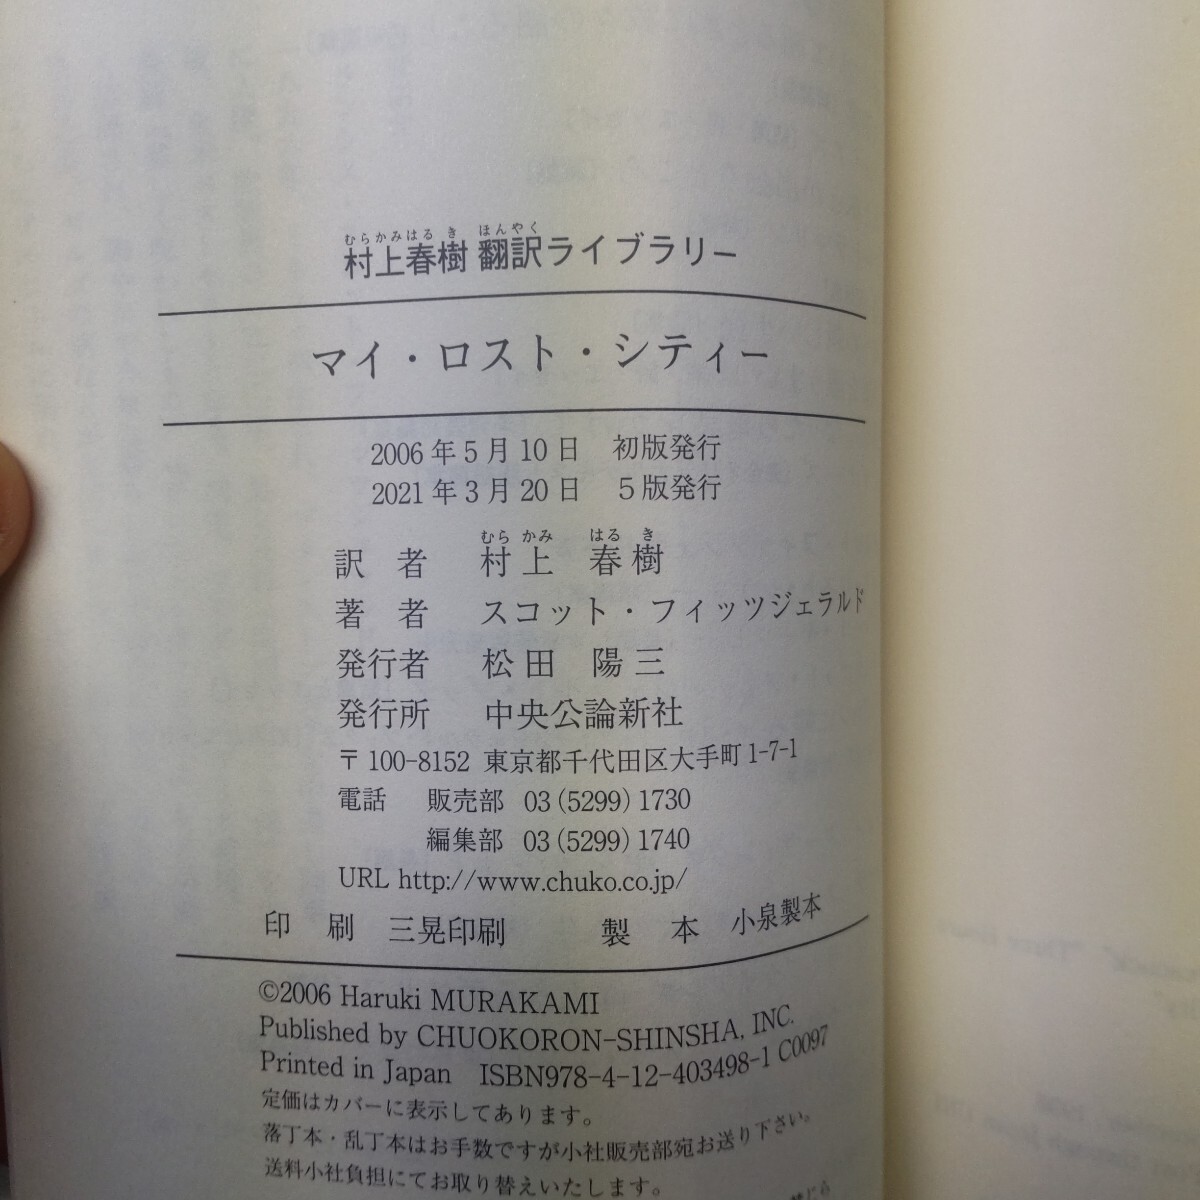 むらかみはる き ほんやく
村上春樹 翻訳ライブラリー
マイ・ロスト・シティー
2006年5月10日　初版発行
2021年3月20日　5版発行
むら かみ はる き
訳　者　村上　春樹
著　者　スコット・フィッツジェラルド
発行者　松田　陽三
発行所　中央公論新社
〒100-8152 東京都千代田区大手町1-7-1
電話　販売部 03(5299)1730
編集部 03(5299)1740
URL http://www.chuko.co.jp/
印　刷　三晃印刷　　製　本　小泉製本
©2006 Haruki MURAKAMI
Published by CHUOKORON-SHINSHA, INC.
Printed in Japan　ISBN978-4-12-403498-1 C0097
定価はカバーに表示してあります。
落丁本・乱丁本はお手数ですが小社販売部宛お送り下さい。
送料小社負担にてお取り替えいたします。